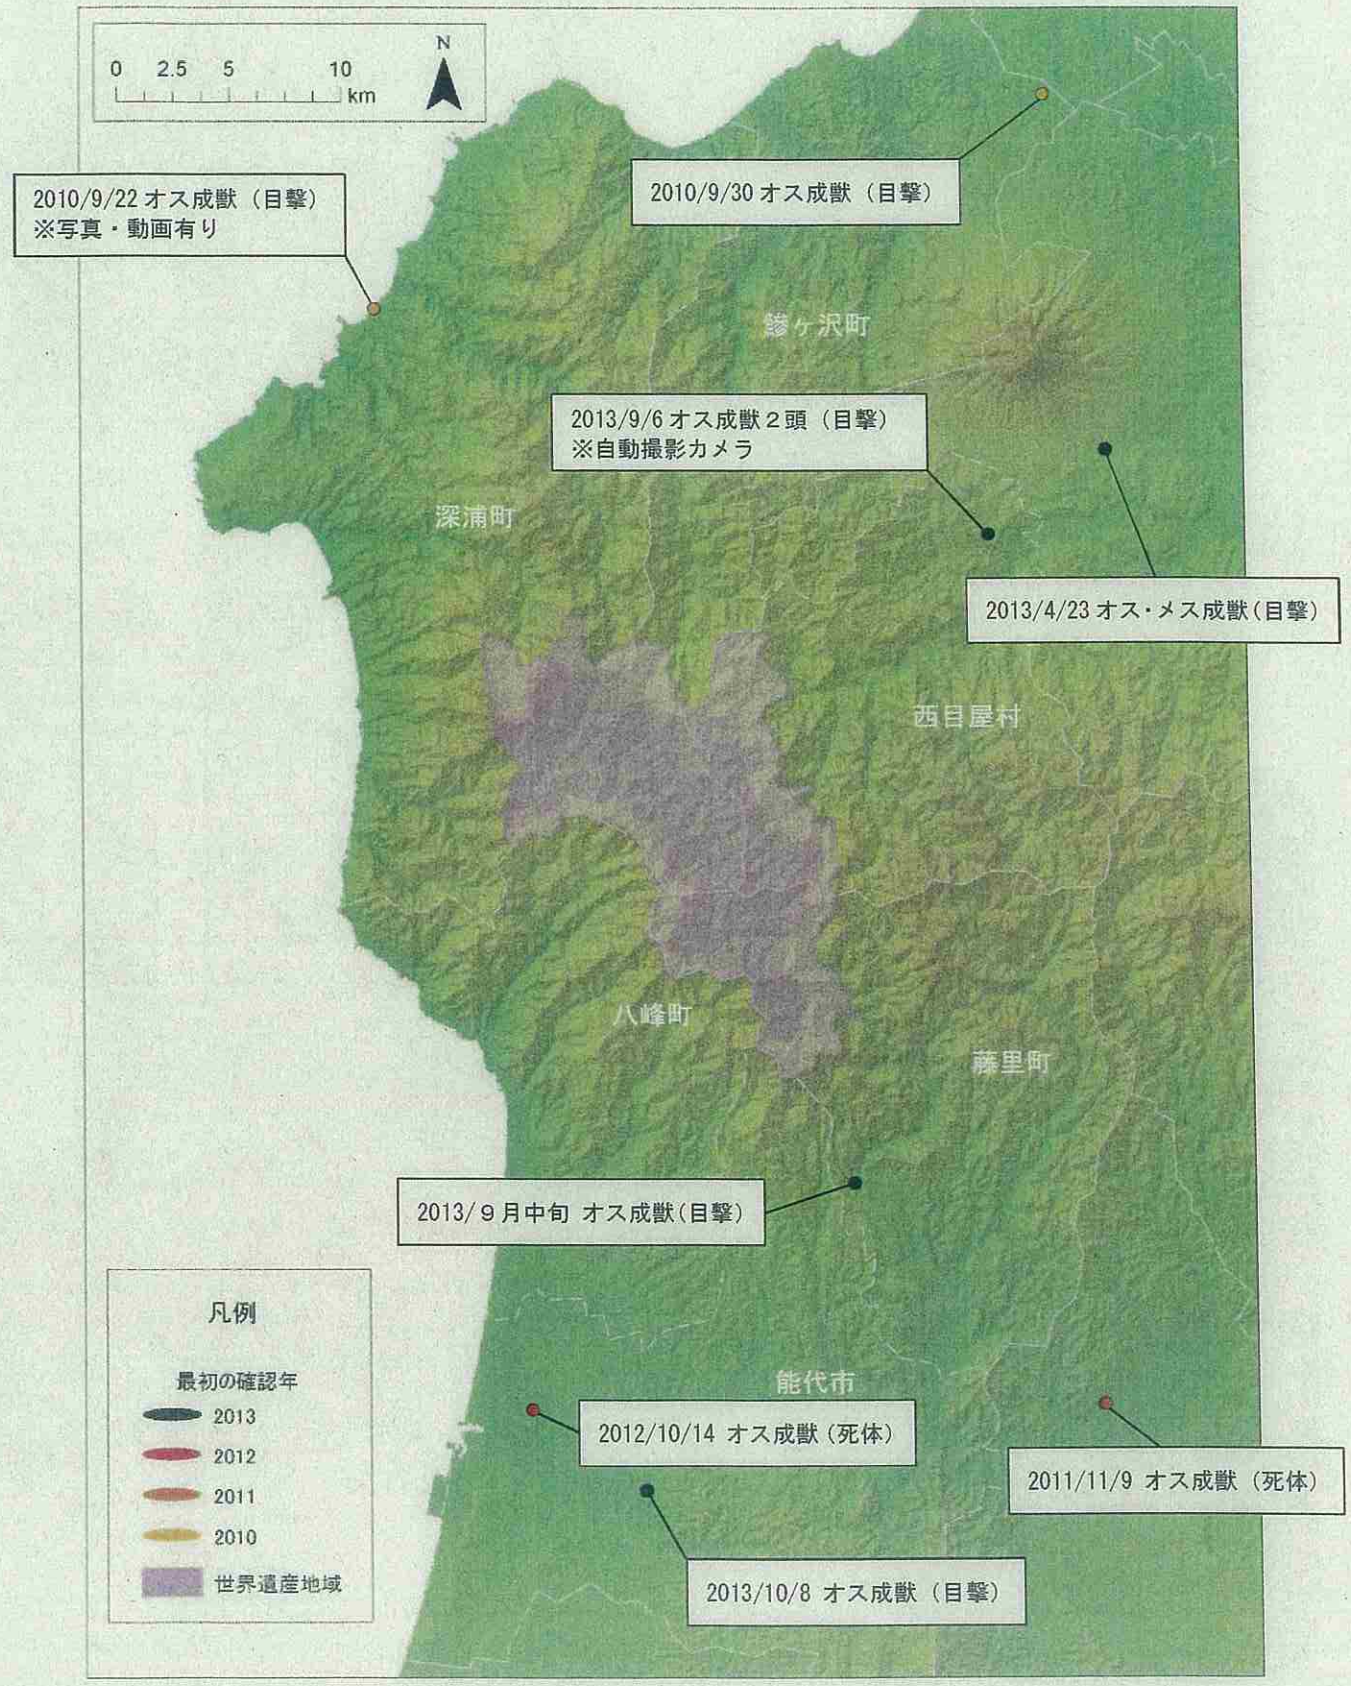 N
0 2.5 5 10
km
2010/9/22 オス成獣（目撃）
※写真・動画有り
2010/9/30 オス成獣（目撃）
鰺ヶ沢町
2013/9/6 オス成獣２頭（目撃）
※自動撮影カメラ
深浦町
2013/4/23 オス・メス成獣(目撃)
西目屋村
八峰町
藤里町
2013/９月中旬 オス成獣(目撃)
凡例
最初の確認年
2013
2012
2011
2010
世界遺産地域
能代市
2012/10/14 オス成獣(死体)
2011/11/9 オス成獣（死体）
2013/10/8 オス成獣（目撃）